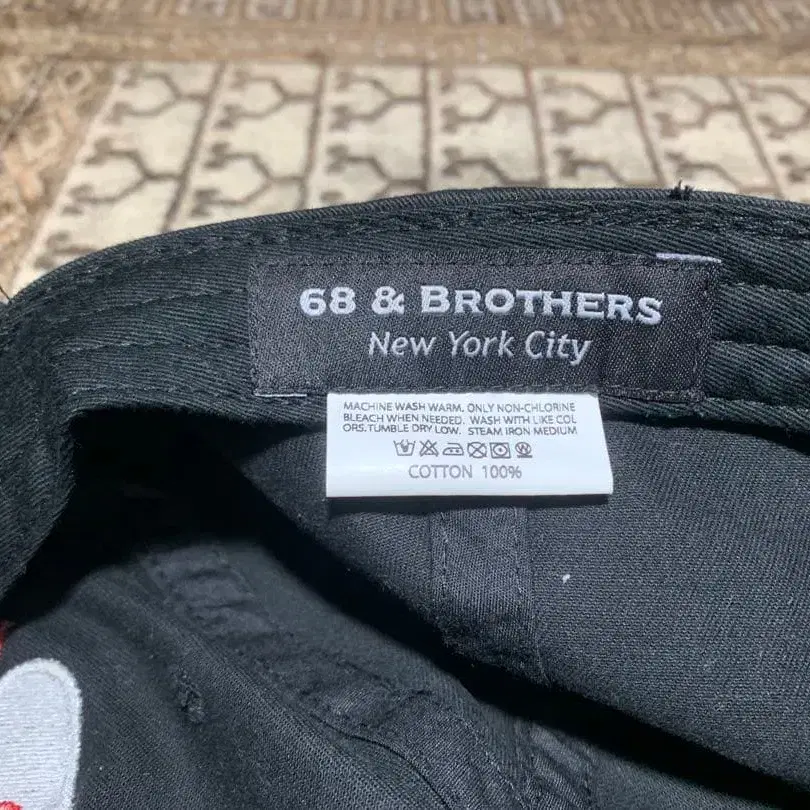 68 & BROTHERS
New York City
MACHINE WASH WARM. ONLY NON-CHLORINE
BLEACH WHEN NEEDED. WASH WITH LIKE COL
ORS.TUMBLE DRY LOW. STEAM IRON MEDIUM
COTTON 100%